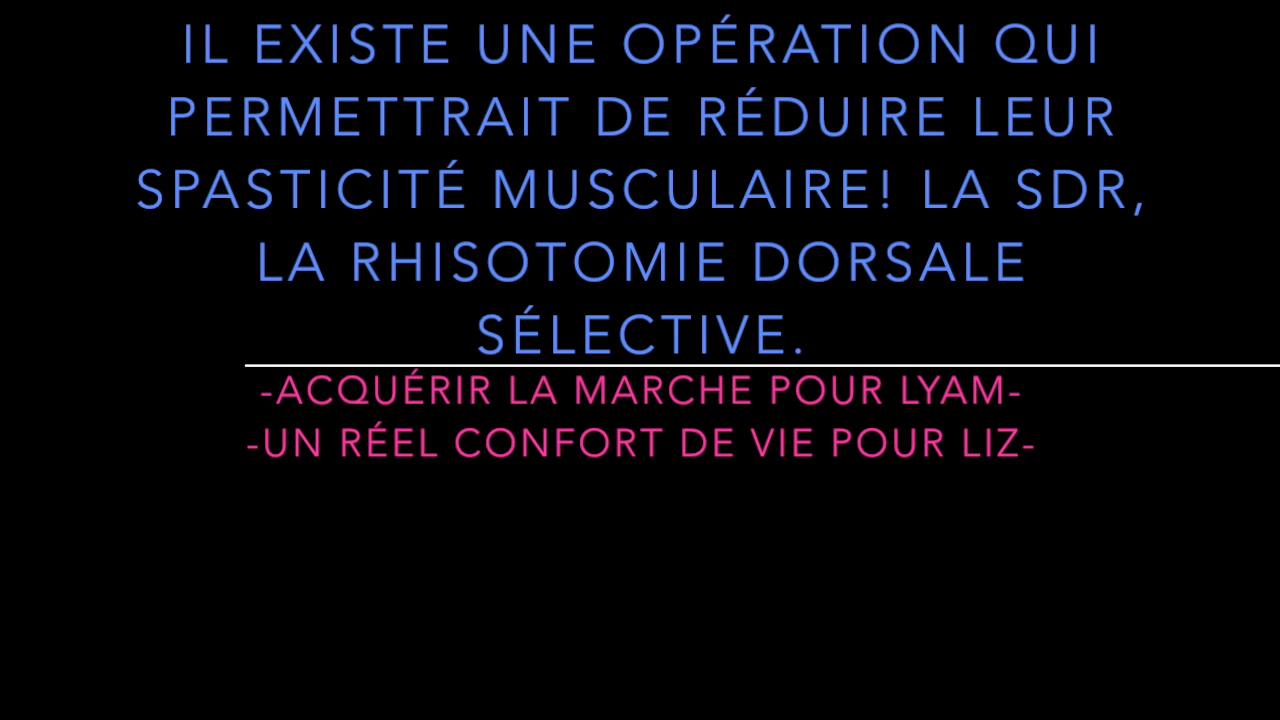 IL EXISTE UNE OPÉRATION QUI
PERMETTRAIT DE RÉDUIRE LEUR
SPASTICITÉ MUSCULAIRE! LA SDR,
LA RHISOTOMIE DORSALE
SÉLECTIVE.
-ACQUÉRIR LA MARCHE POUR LYAM-
-UN RÉEL CONFORT DE VIE POUR LIZ-